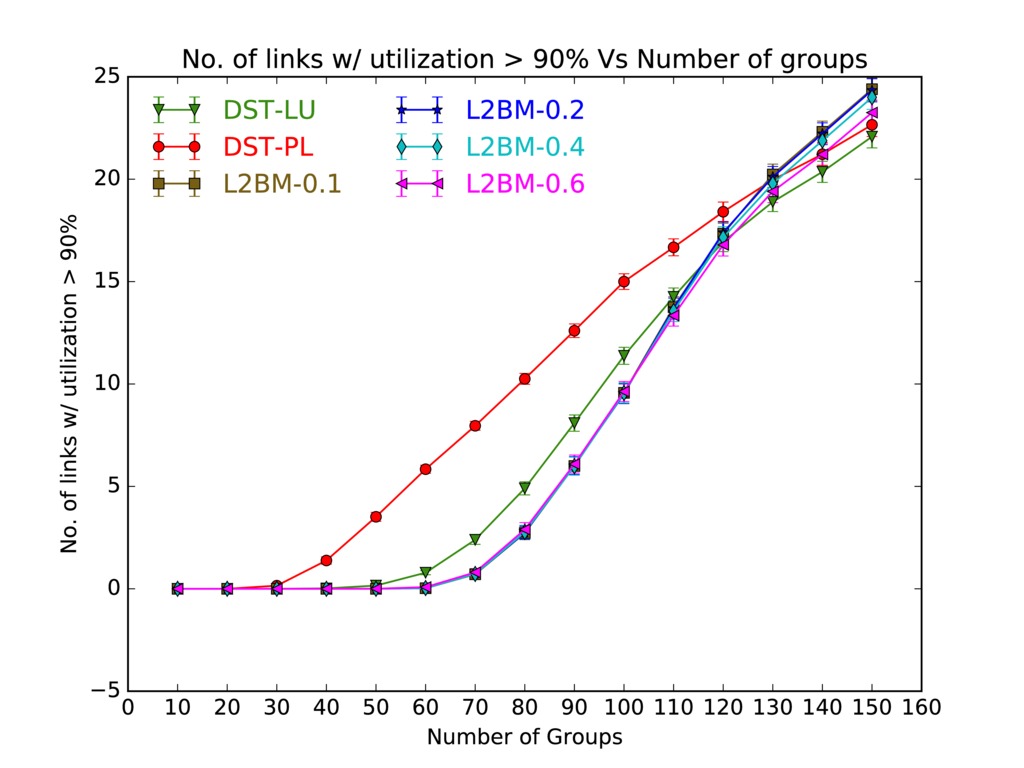 No. of links w/ utilization > 90% Vs Number of groups
25
20
15
10
5
0
−5
No. of links w/ utilization > 90%
DST-LU
DST-PL
L2BM-0.1
L2BM-0.2
L2BM-0.4
L2BM-0.6
0 10 20 30 40 50 60 70 80 90 100 110 120 130 140 150 160
Number of Groups